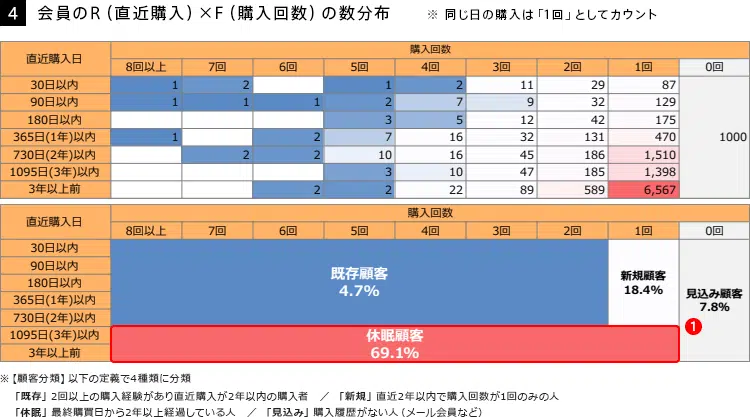 4 会員のR(直近購入)×F(購入回数)の数分布 ※ 同じ日の購入は「1回」としてカウント
直近購入日 購入回数
8回以上 7回 6回 5回 4回 3回 2回 1回 0回
30日以内 1 2 1 2 11 29 87
90日以内 1 1 1 2 7 9 32 129
180日以内 3 5 12 42 175
365日(1年)以内 1 2 7 16 32 131 470 1000
730日(2年)以内 2 2 10 16 45 186 1,510
1095日(3年)以内 3 10 47 185 1,398
3年以上前 2 2 22 89 589 6,567
直近購入日 購入回数
8回以上 7回 6回 5回 4回 3回 2回 1回 0回
30日以内
90日以内
180日以内
365日(1年)以内
730日(2年)以内
1095日(3年)以内
3年以上前
既存顧客
4.7%
新規顧客
18.4%
見込み顧客
7.8%
1
休眠顧客
69.1%
※【顧客分類】以下の定義で4種類に分類
「既存」2回以上の購入経験があり直近購入が2年以内の購入者 ／ 「新規」直近2年以内で購入回数が1回のみの人
「休眠」最終購買日から2年以上経過している人 ／ 「見込み」購入履歴がない人(メール会員など)